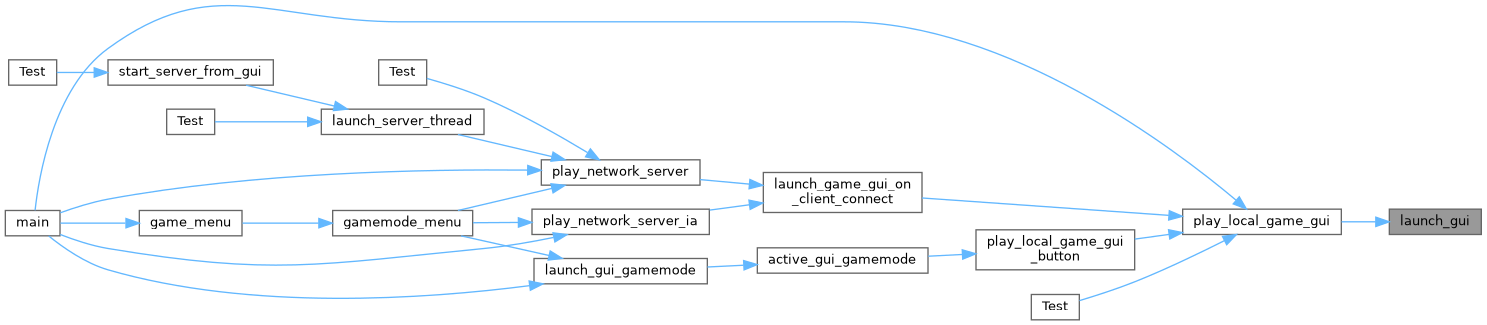 Test
start_server_from_gui
Test
Test
launch_server_thread
play_network_server
launch_game_gui_on
_client_connect
main
game_menu
gamemode_menu
play_network_server_ia
play_local_game_gui
launch_gui
play_local_game_gui
_button
active_gui_gamemode
launch_gui_gamemode
Test